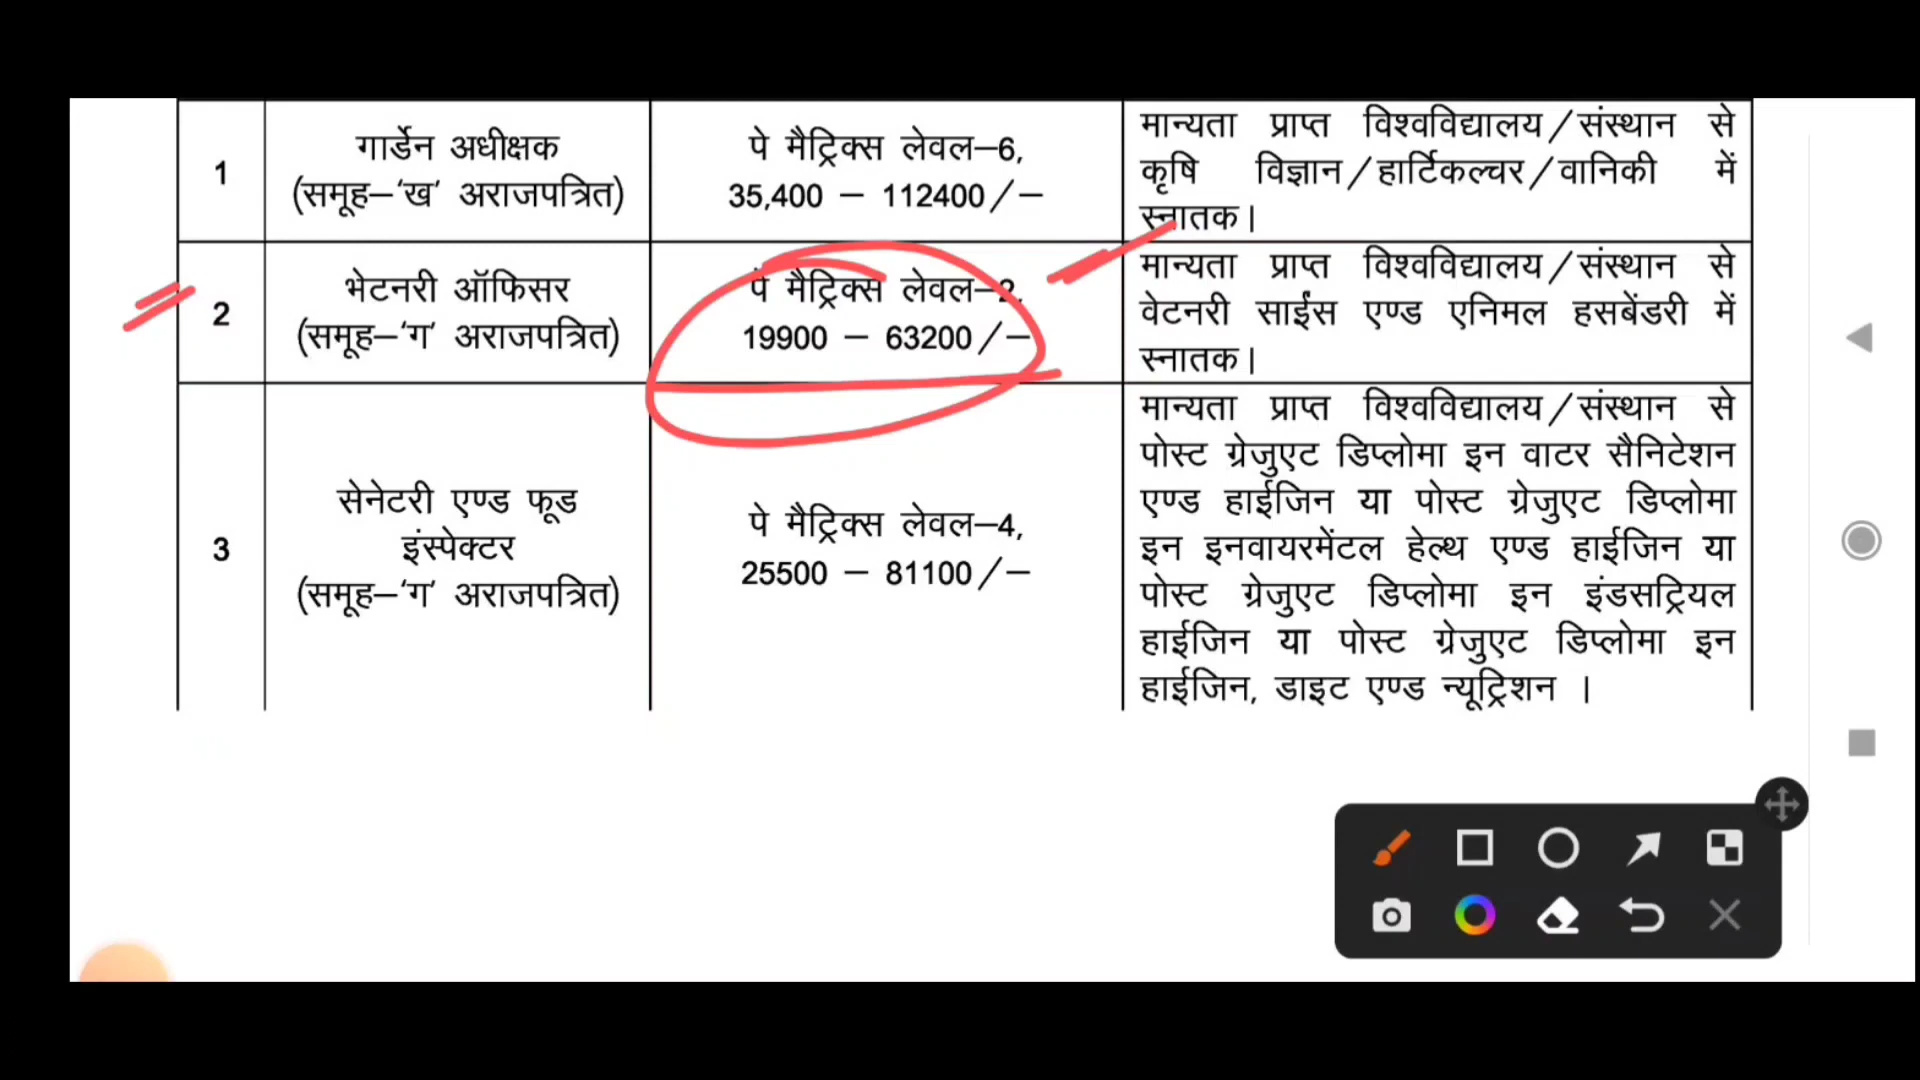 1
गार्डेन अधीक्षक
(समूह–‘ख’ अराजपत्रित)
पे मैट्रिक्स लेवल–6,
35,400 – 112400/–
मान्यता प्राप्त विश्वविद्यालय/संस्थान से
कृषि विज्ञान/हार्टिकल्चर/वानिकी में
स्नातक।
2
भेटनरी ऑफिसर
(समूह–‘ग’ अराजपत्रित)
पे मैट्रिक्स लेवल–2,
19900 – 63200/–
मान्यता प्राप्त विश्वविद्यालय/संस्थान से
वेटनरी साईंस एण्ड एनिमल हसबेंडरी में
स्नातक।
3
सेनेटरी एण्ड फूड
इंस्पेक्टर
(समूह–‘ग’ अराजपत्रित)
पे मैट्रिक्स लेवल–4,
25500 – 81100/–
मान्यता प्राप्त विश्वविद्यालय/संस्थान से
पोस्ट ग्रेजुएट डिप्लोमा इन वाटर सैनिटेशन
एण्ड हाईजिन या पोस्ट ग्रेजुएट डिप्लोमा
इन इनवायरमेंटल हेल्थ एण्ड हाईजिन या
पोस्ट ग्रेजुएट डिप्लोमा इन इंडसट्रियल
हाईजिन या पोस्ट ग्रेजुएट डिप्लोमा इन
हाईजिन, डाइट एण्ड न्यूट्रिशन ।